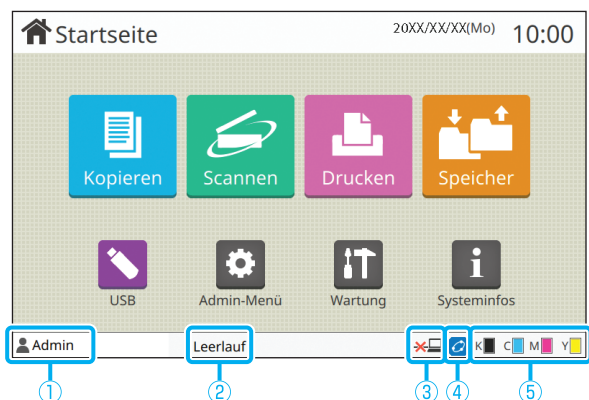 Startseite 20XX/XX/XX(Mo) 10:00
Kopieren Scannen Drucken Speicher
USB Admin-Menü Wartung Systeminfos
Admin Leerlauf K C M Y
① ② ③ ④ ⑤